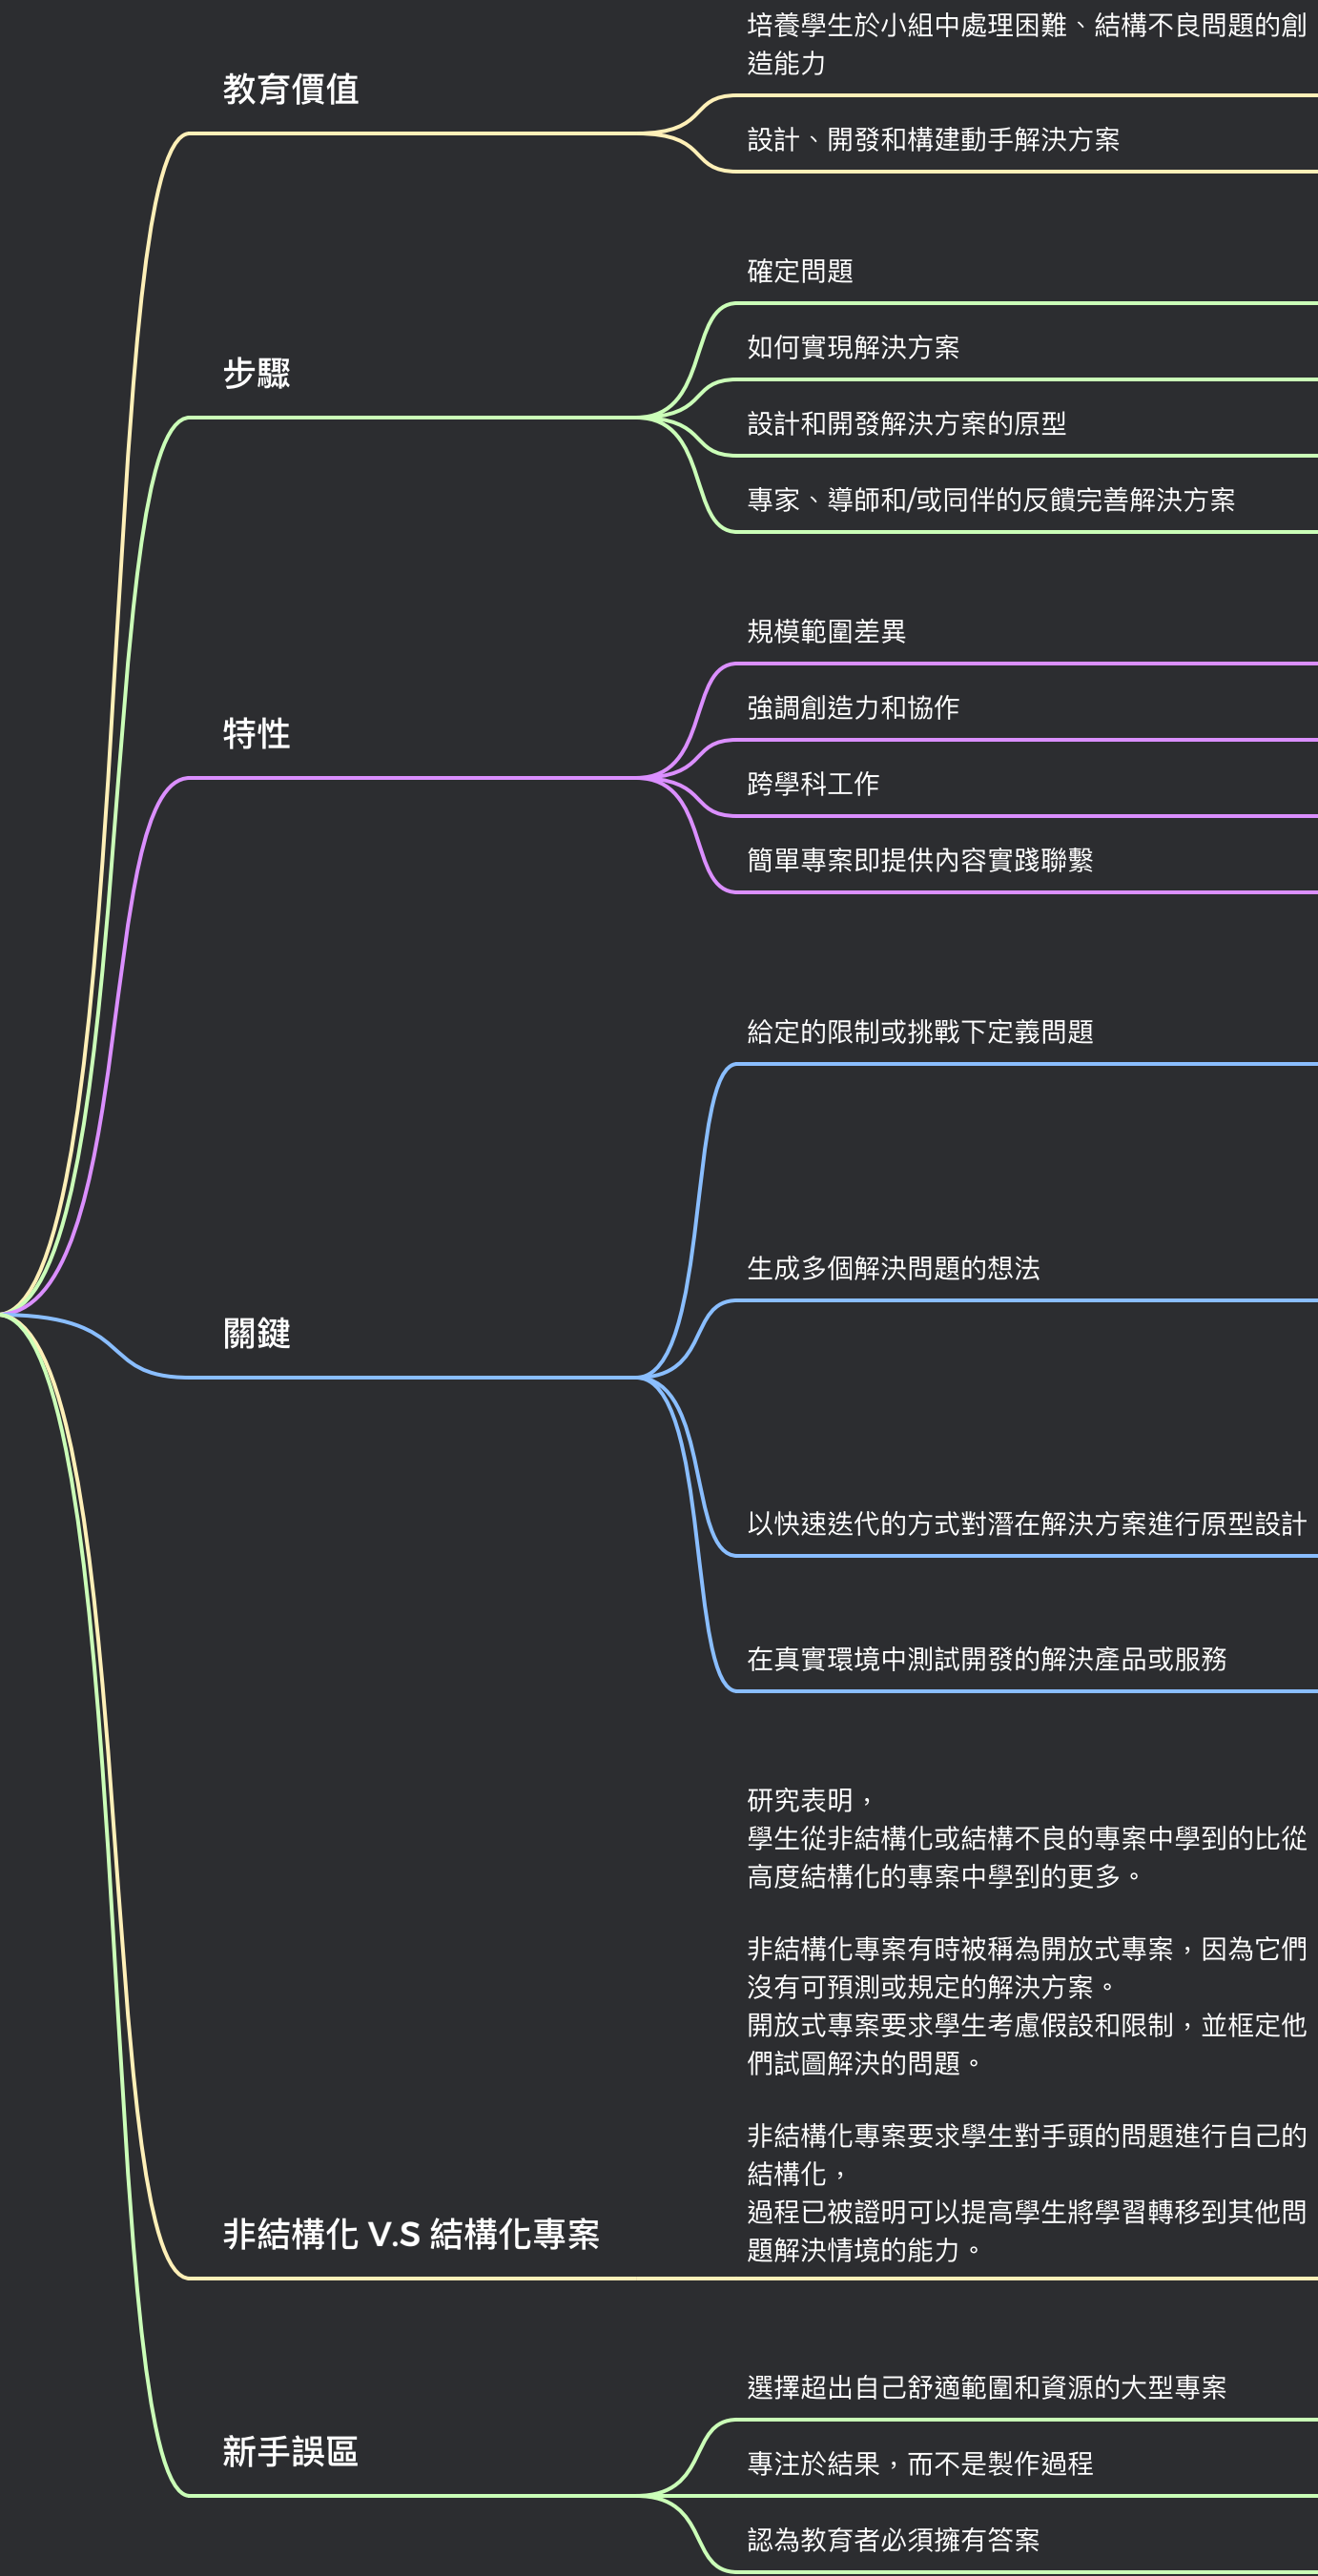 教育價值
培養學生於小組中處理困難、結構不良問題的創
造能力
設計、開發和構建動手解決方案
步驟
確定問題
如何實現解決方案
設計和開發解決方案的原型
專家、導師和/或同伴的反饋完善解決方案
特性
規模範圍差異
強調創造力和協作
跨學科工作
簡單專案即提供內容實踐聯繫
關鍵
給定的限制或挑戰下定義問題
生成多個解決問題的想法
以快速迭代的方式對潛在解決方案進行原型設計
在真實環境中測試開發的解決產品或服務
非結構化 V.S 結構化專案
研究表明，
學生從非結構化或結構不良的專案中學到的比從
高度結構化的專案中學到的更多。
非結構化專案有時被稱為開放式專案，因為它們
沒有可預測或規定的解決方案。
開放式專案要求學生考慮假設和限制，並框定他
們試圖解決的問題。
非結構化專案要求學生對手頭的問題進行自己的
結構化，
過程已被證明可以提高學生將學習轉移到其他問
題解決情境的能力。
新手誤區
選擇超出自己舒適範圍和資源的大型專案
專注於結果，而不是製作過程
認為教育者必須擁有答案